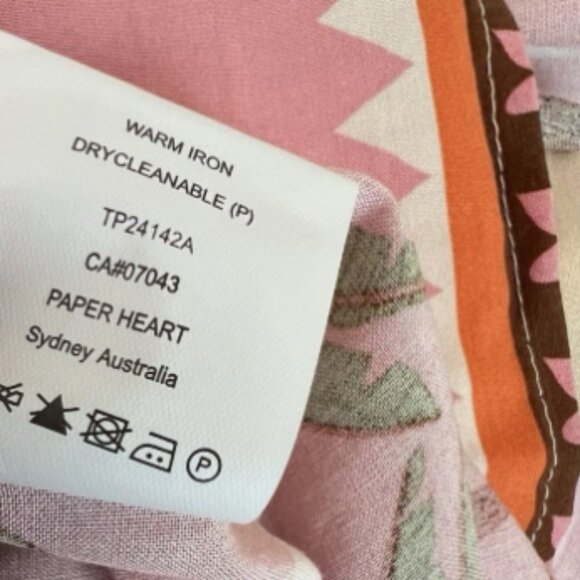 WARM IRON
DRYCLEANABLE (P)
TP24142A
CA#07043
PAPER HEART
Sydney Australia
P